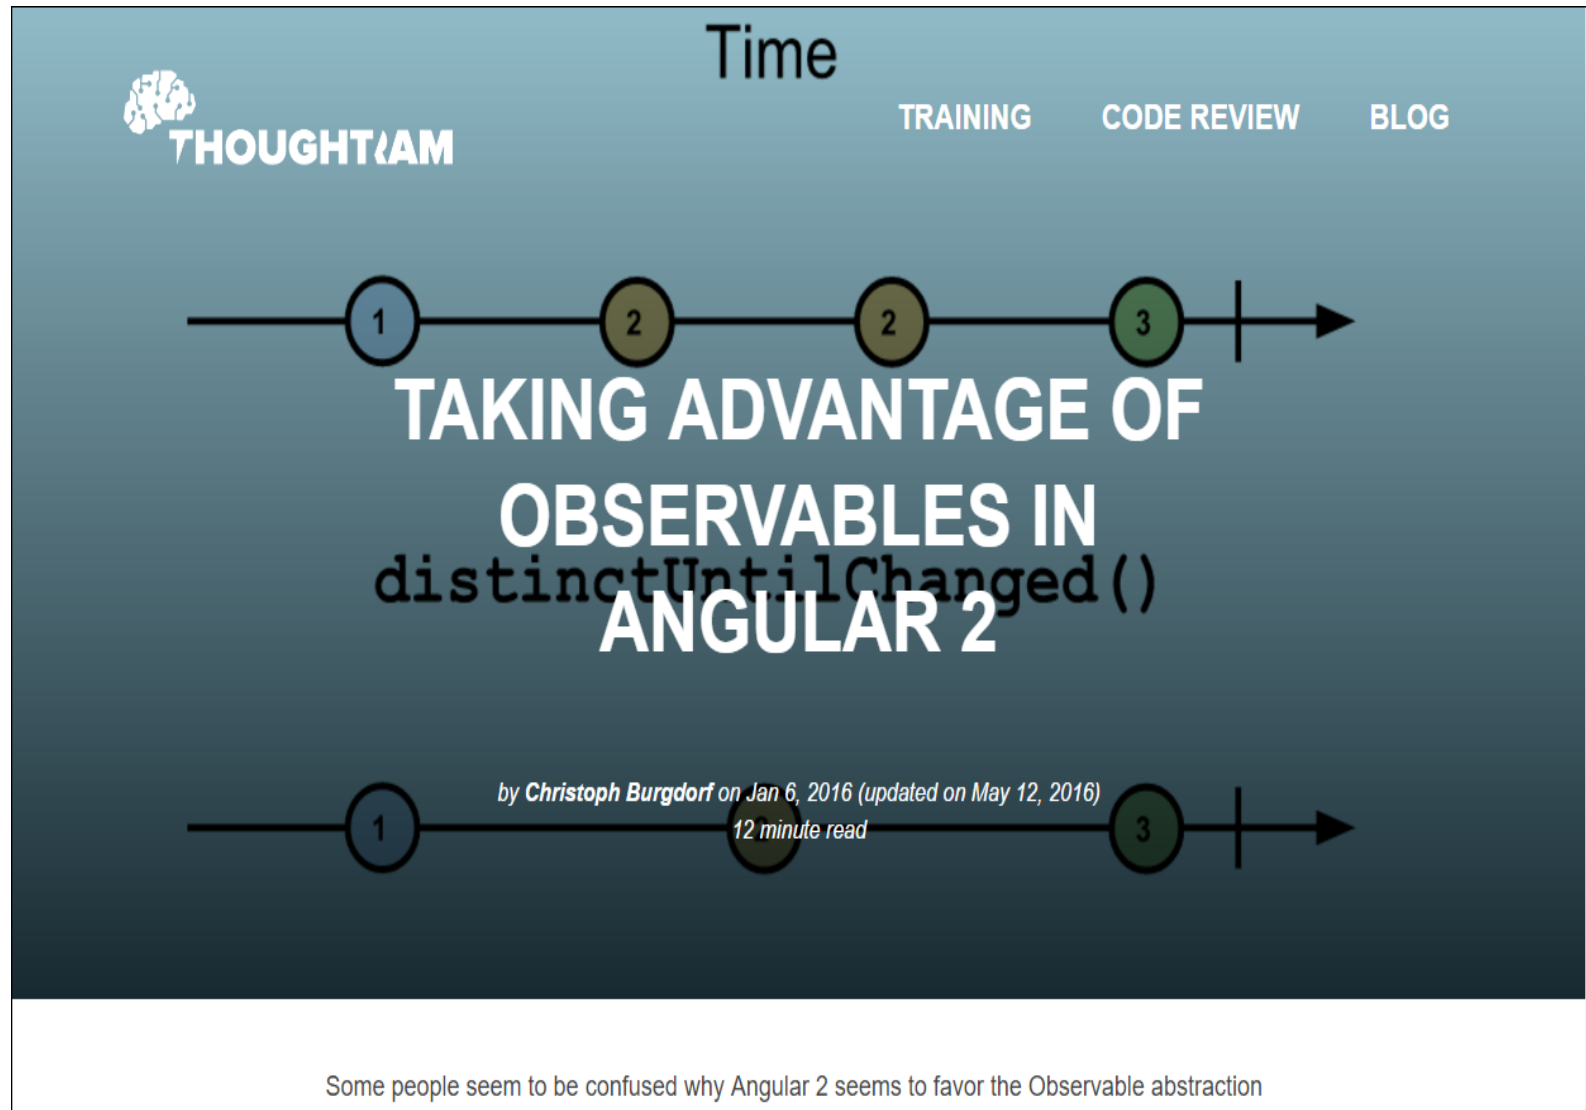 Time
THOUGHTRAM
TRAINING CODE REVIEW BLOG
1 2 2 3
TAKING ADVANTAGE OF
OBSERVABLES IN
distinctUntilChanged()
ANGULAR 2
by Christoph Burgdorf on Jan 6, 2016 (updated on May 12, 2016)
1 2 3
12 minute read
Some people seem to be confused why Angular 2 seems to favor the Observable abstraction